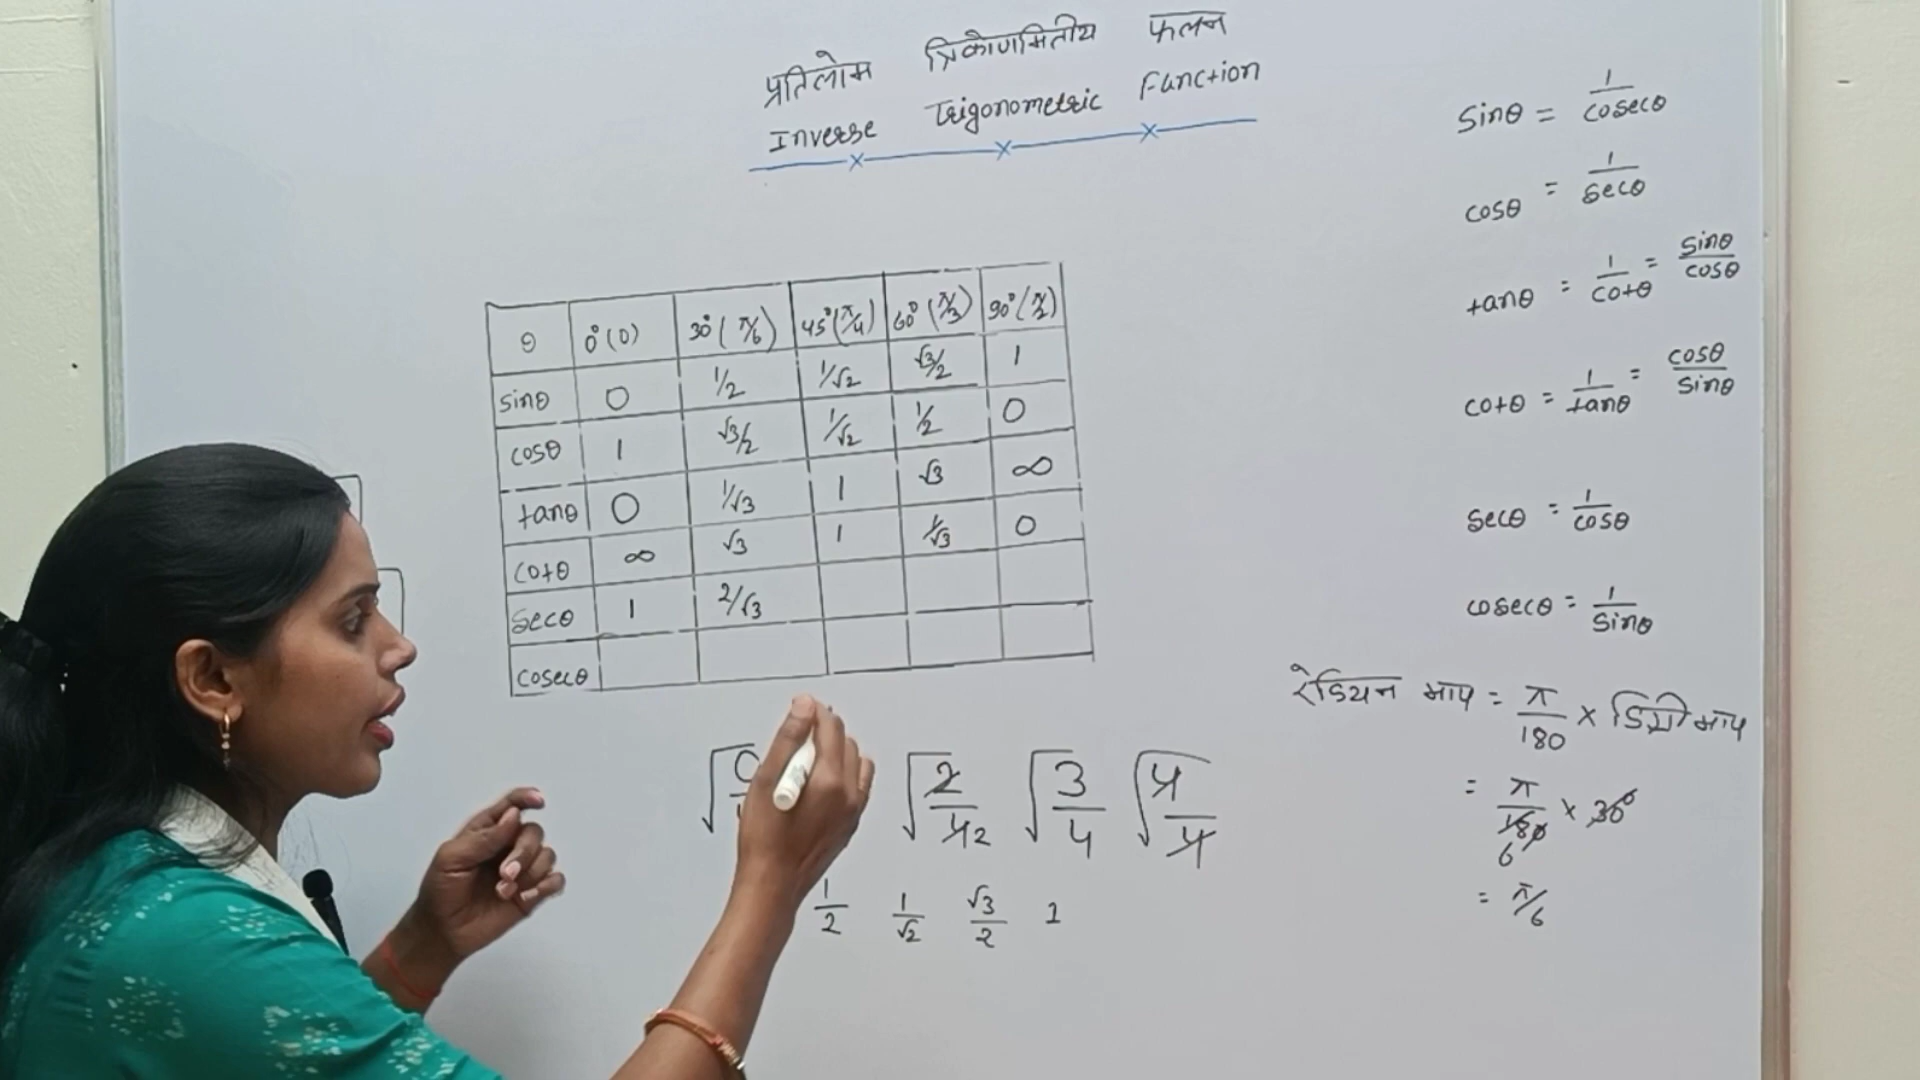 प्रतिलोम त्रिकोणमितीय फलन
Inverse Trigonometric Function
θ 0°(0) 30°(π/6) 45°(π/4) 60°(π/3) 90°(π/2)
sinθ 0 1/2 1/√2 √3/2 1
cosθ 1 √3/2 1/√2 1/2 0
tanθ 0 1/√3 1 √3 ∞
cotθ ∞ √3 1 1/√3 0
secθ 1 2/√3
cosecθ
√2/42 √3/4 √4/4
1/2 1/√2 √3/2 1
sinθ = 1/cosecθ
cosθ = 1/secθ
tanθ = 1/cotθ = sinθ/cosθ
cotθ = 1/tanθ = cosθ/sinθ
secθ = 1/cosθ
cosecθ = 1/sinθ
रेडियन माप = π/180 × डिग्री माप
= π/180 × 30°
6
= π/6